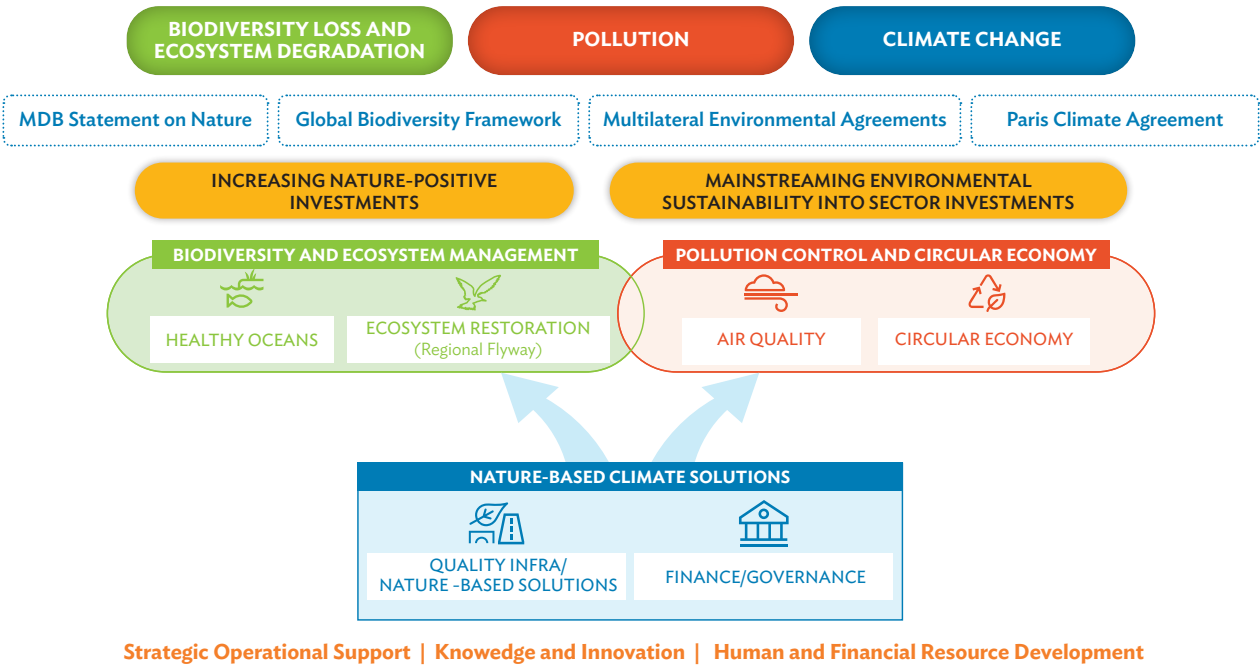 BIODIVERSITY LOSS AND
ECOSYSTEM DEGRADATION
POLLUTION
CLIMATE CHANGE
MDB Statement on Nature
Global Biodiversity Framework
Multilateral Environmental Agreements
Paris Climate Agreement
INCREASING NATURE-POSITIVE
INVESTMENTS
MAINSTREAMING ENVIRONMENTAL
SUSTAINABILITY INTO SECTOR INVESTMENTS
BIODIVERSITY AND ECOSYSTEM MANAGEMENT
HEALTHY OCEANS
ECOSYSTEM RESTORATION
(Regional Flyway)
POLLUTION CONTROL AND CIRCULAR ECONOMY
AIR QUALITY
CIRCULAR ECONOMY
NATURE-BASED CLIMATE SOLUTIONS
QUALITY INFRA/
NATURE -BASED SOLUTIONS
FINANCE/GOVERNANCE
Strategic Operational Support | Knowedge and Innovation | Human and Financial Resource Development